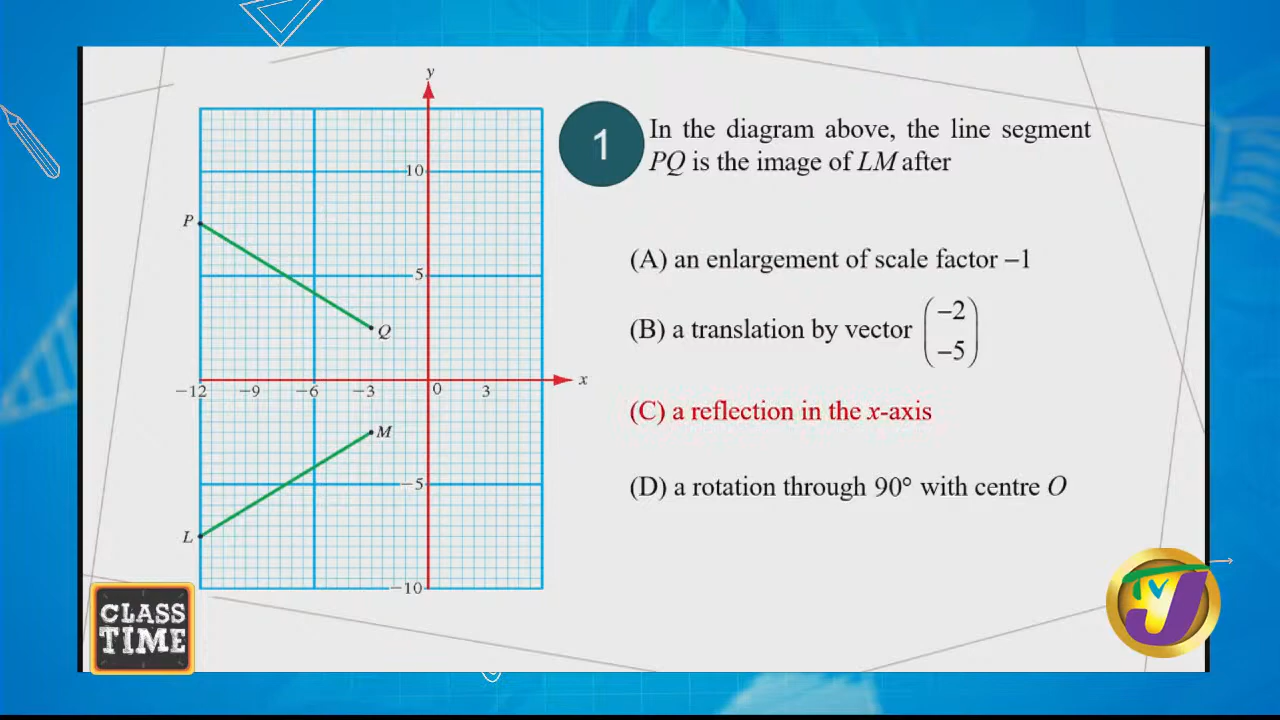 y
10
P
5
Q
x
−12
−9
−6
−3
0
3
M
−5
L
−10
1
In the diagram above, the line segment
PQ is the image of LM after
(A) an enlargement of scale factor −1
(B) a translation by vector (−2
−5)
(C) a reflection in the x-axis
(D) a rotation through 90° with centre O
CLASS
TIME
TVJ